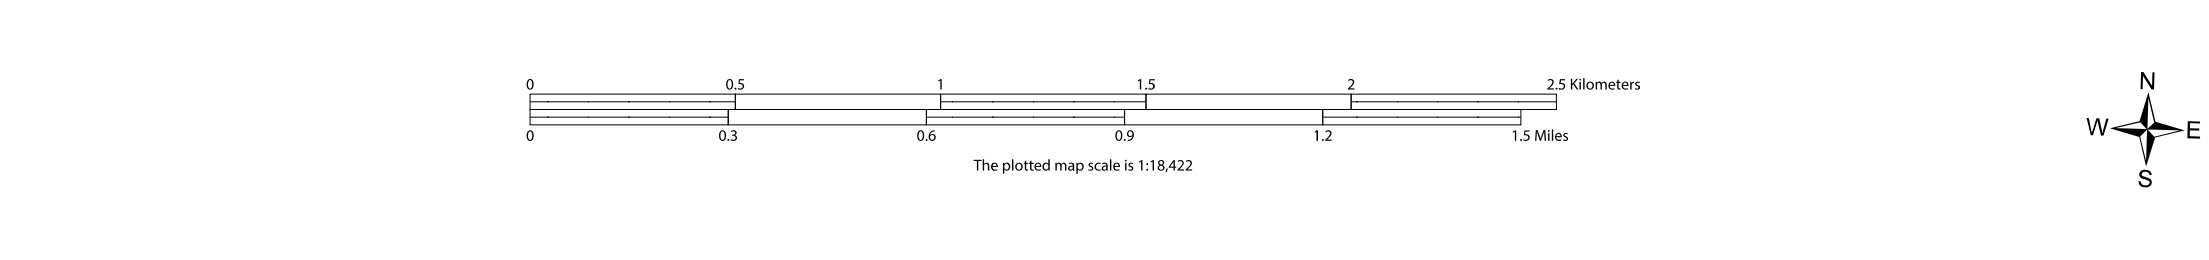 0 0.5 1 1.5 2 2.5 Kilometers
0 0.3 0.6 0.9 1.2 1.5 Miles
The plotted map scale is 1:18,422
N
W E
S